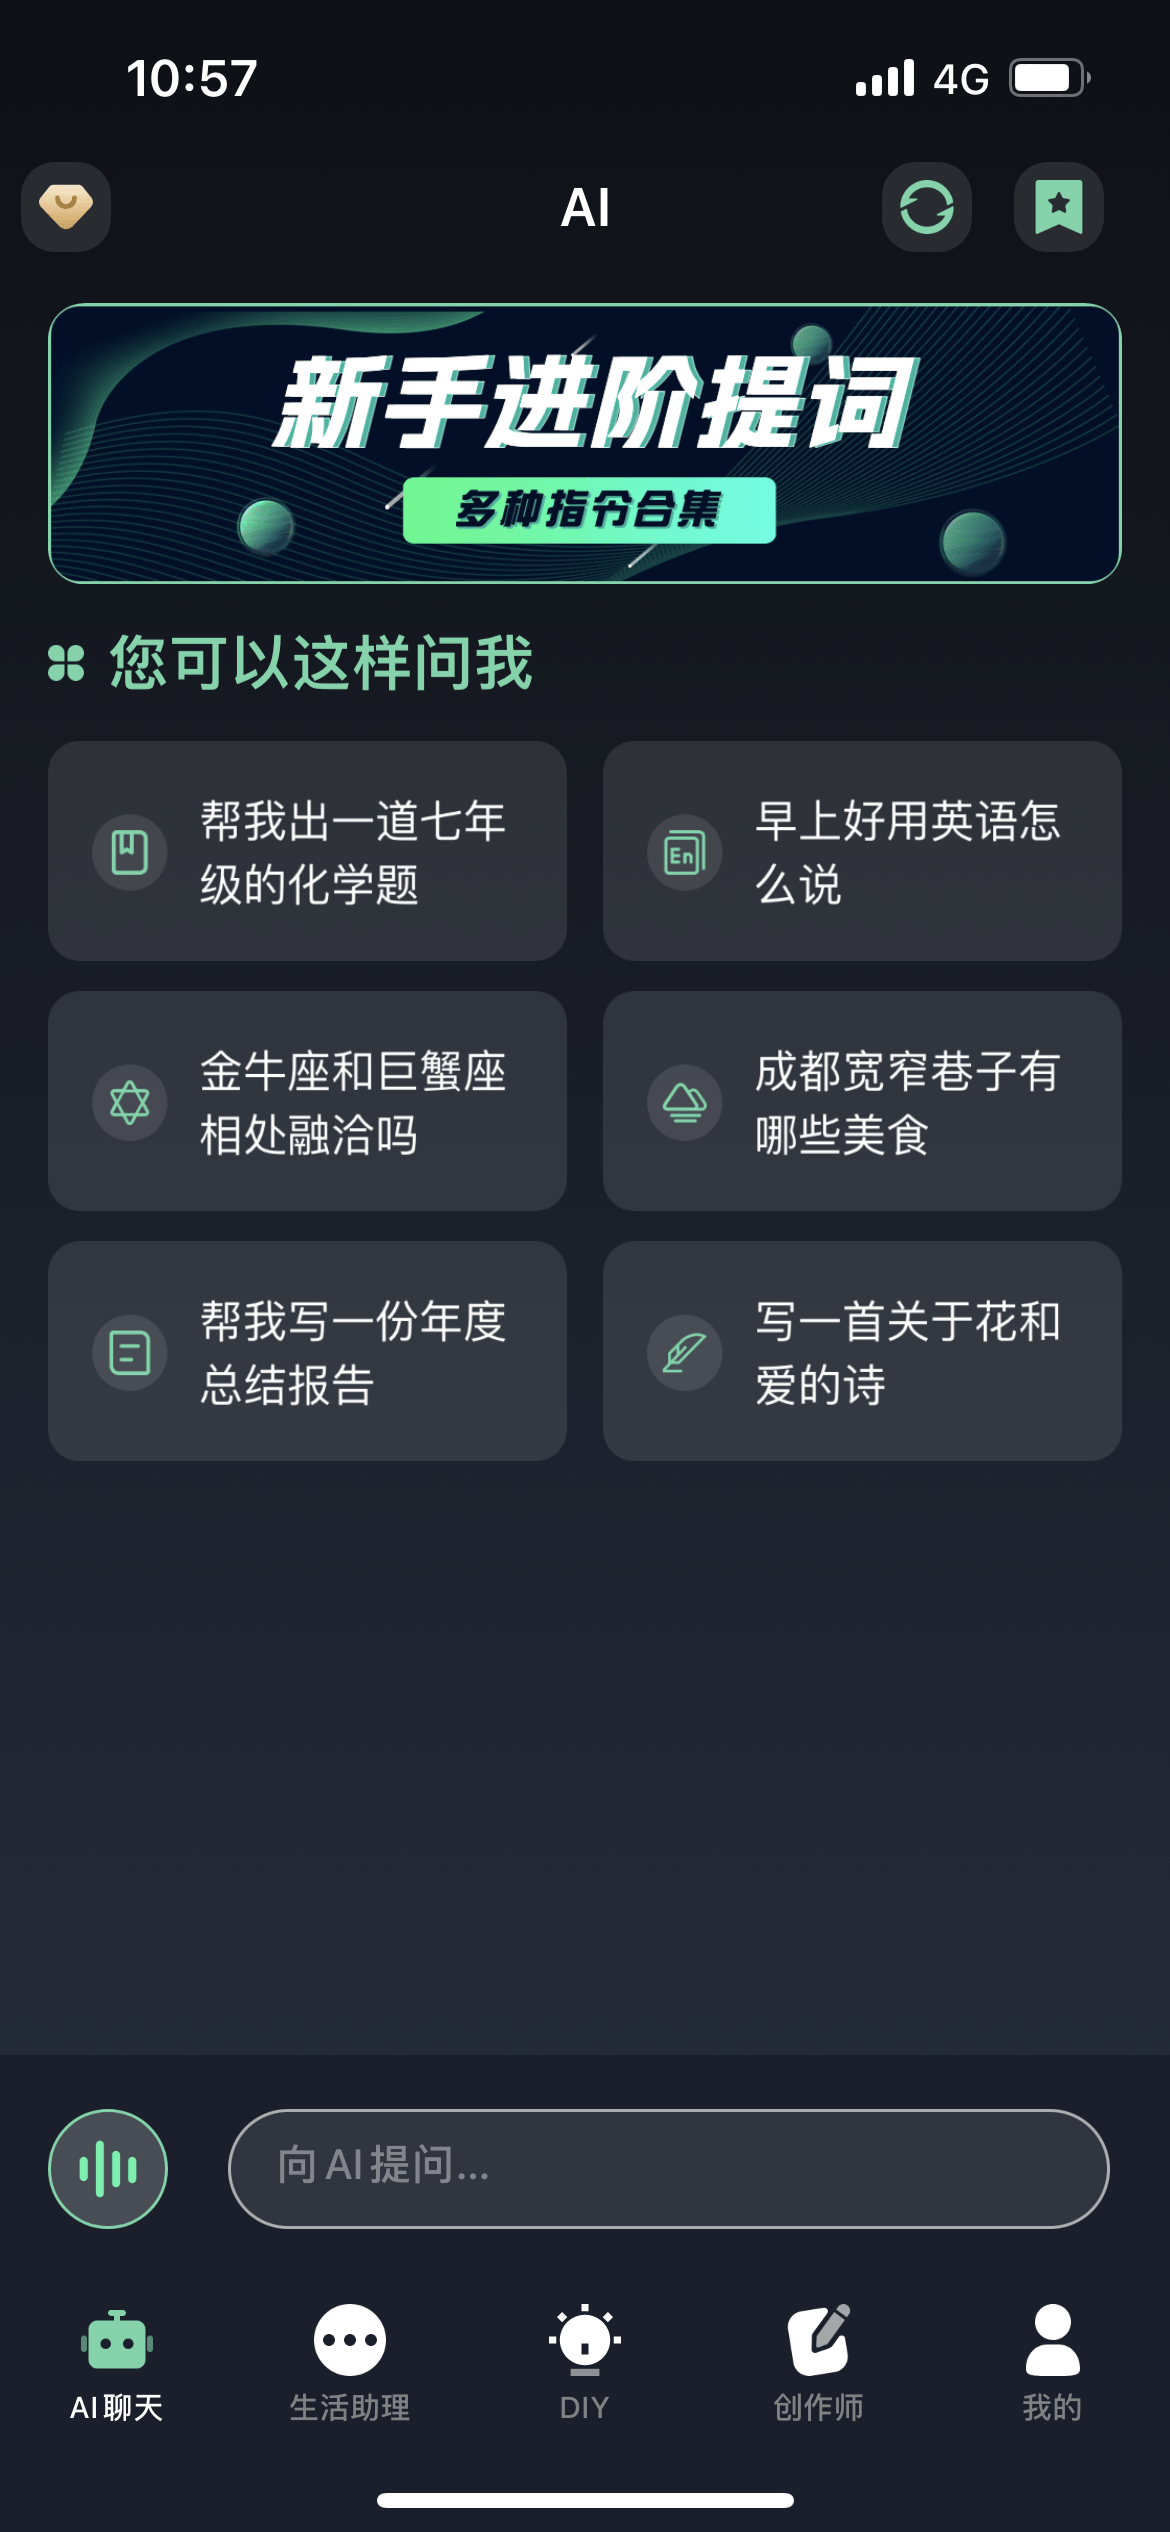 10:57
4G
AI
新手进阶提词
多种指令合集
您可以这样问我
帮我出一道七年
级的化学题
En
早上好用英语怎
么说
金牛座和巨蟹座
相处融洽吗
成都宽窄巷子有
哪些美食
帮我写一份年度
总结报告
写一首关于花和
爱的诗
向AI提问...
AI聊天
生活助理
DIY
创作师
我的